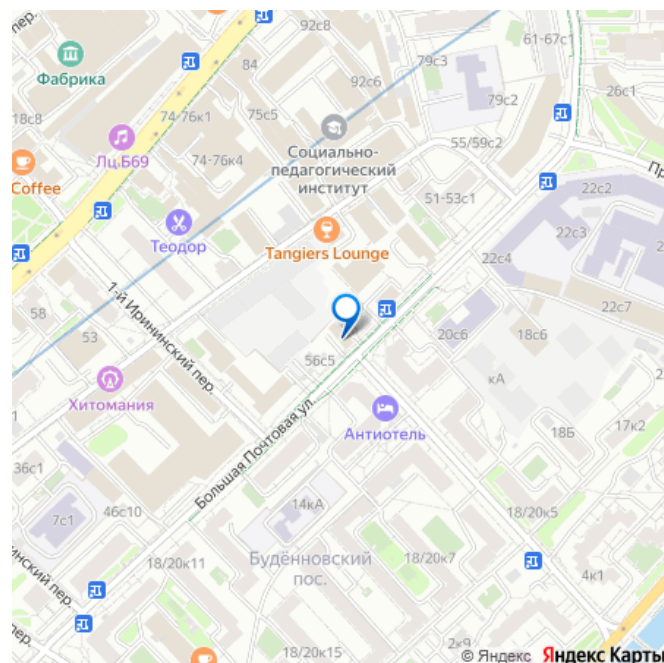 пер.
92с8
61-67с1
Фабрика
84
79с3
26с1
92с6
18с8
74-76к1
75с5
79с2
Лц.Б69
Социально-
педагогический
институт
55/59с2
74-76к4
Coffee
51-53с1
22с2
Теодор
22с3
Tangiers Lounge
22с4
1-й Ирининский пер.
22с7
58
53
20с6
18с6
56с5
кА
Хитомания
Большая Почтовая ул.
Антиотель
18Б
17к2
36с1
14кА
46с10
7с1
18/20к5
18/20к11
Будённовский
пос.
18/20к7
4к1
пер.
18/20к15
2к9
© Яндекс Яндекс Карты